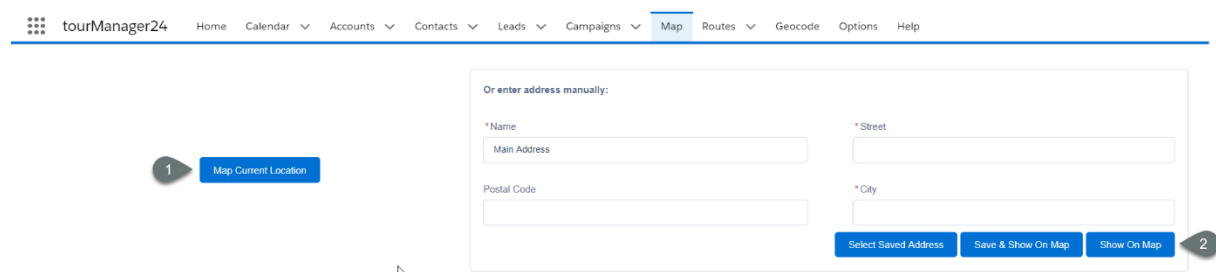 tourManager24 Home Calendar Accounts Contacts Leads Campaigns Map Routes Geocode Options Help
Or enter address manually:
*Name *Street
Main Address
1 Map Current Location
Postal Code *City
Select Saved Address Save & Show On Map Show On Map 2